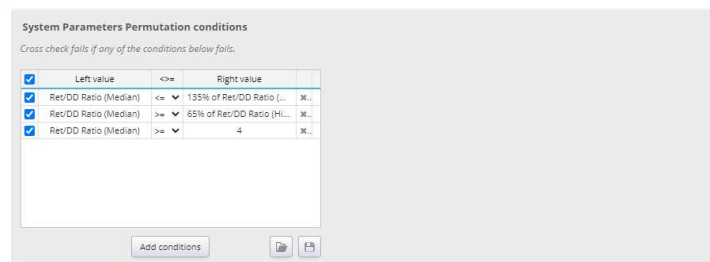 System Parameters Permutation conditions
Cross check fails if any of the conditions below fails.
Left value <>= Right value
Ret/DD Ratio (Median) <= 135% of Ret/DD Ratio (...
Ret/DD Ratio (Median) >= 65% of Ret/DD Ratio (Hi...
Ret/DD Ratio (Median) >= 4
Add conditions